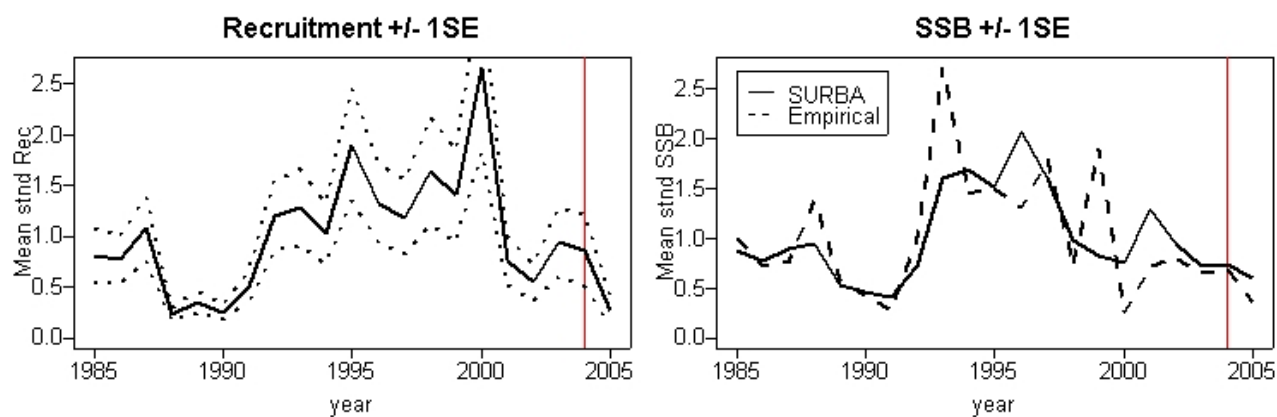 Recruitment +/- 1SE
Mean stnd Rec
2.5
2.0
1.5
1.0
0.5
0.0
1985 1990 1995 2000 2005
year
SSB +/- 1SE
Mean stnd SSB
2.5
2.0
1.5
1.0
0.5
0.0
SURBA
Empirical
1985 1990 1995 2000 2005
year